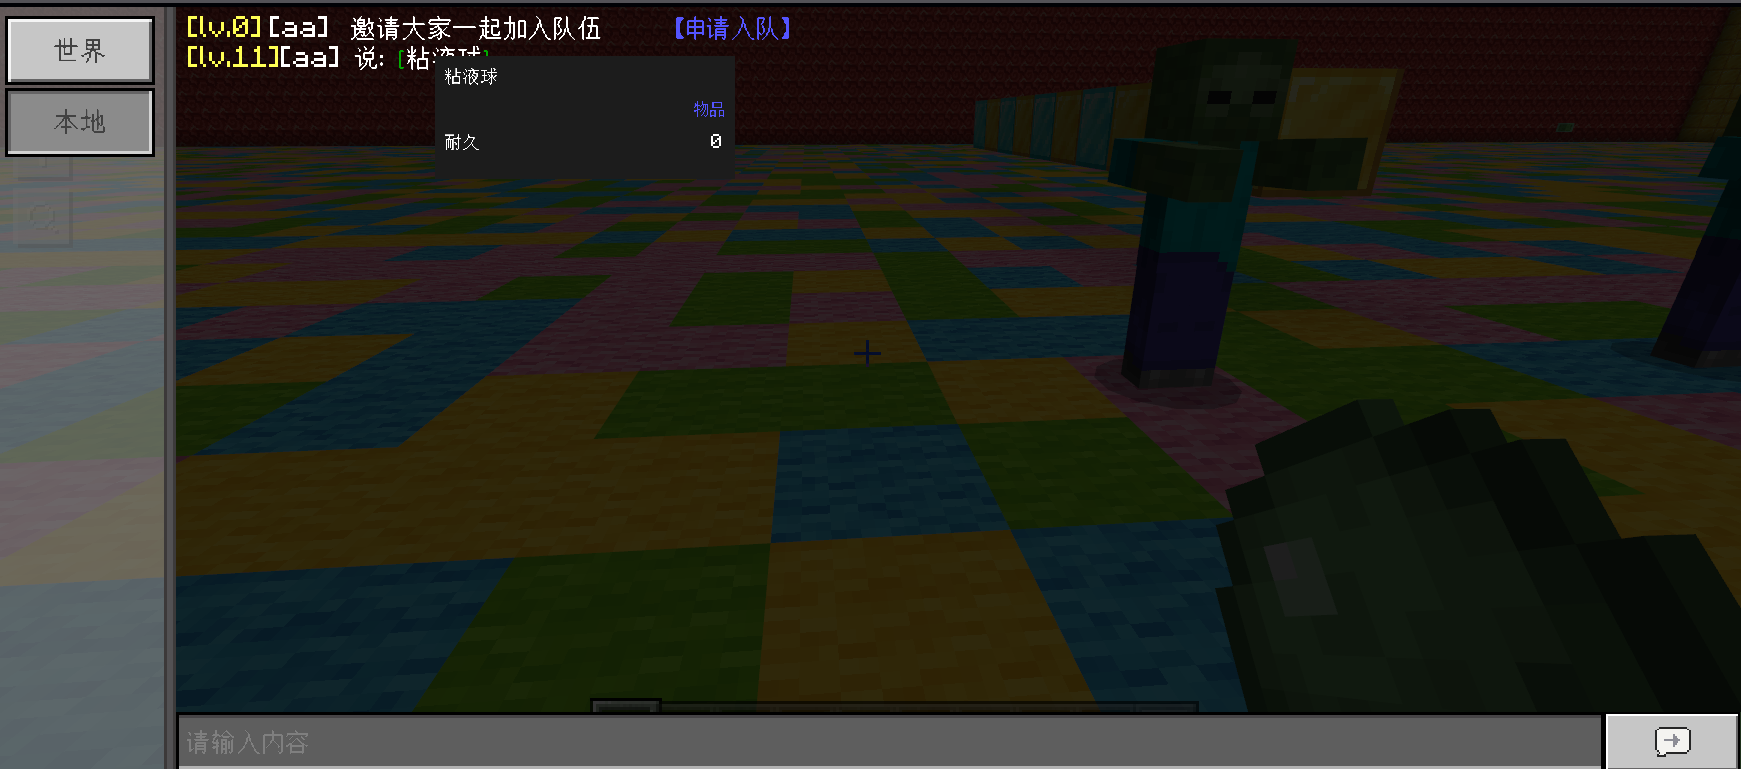 世界
本地
[lv.0][aa] 邀请大家一起加入队伍 【申请入队】
[lv.11][aa] 说: [粘液球]
粘液球
物品
耐久 0
请输入内容